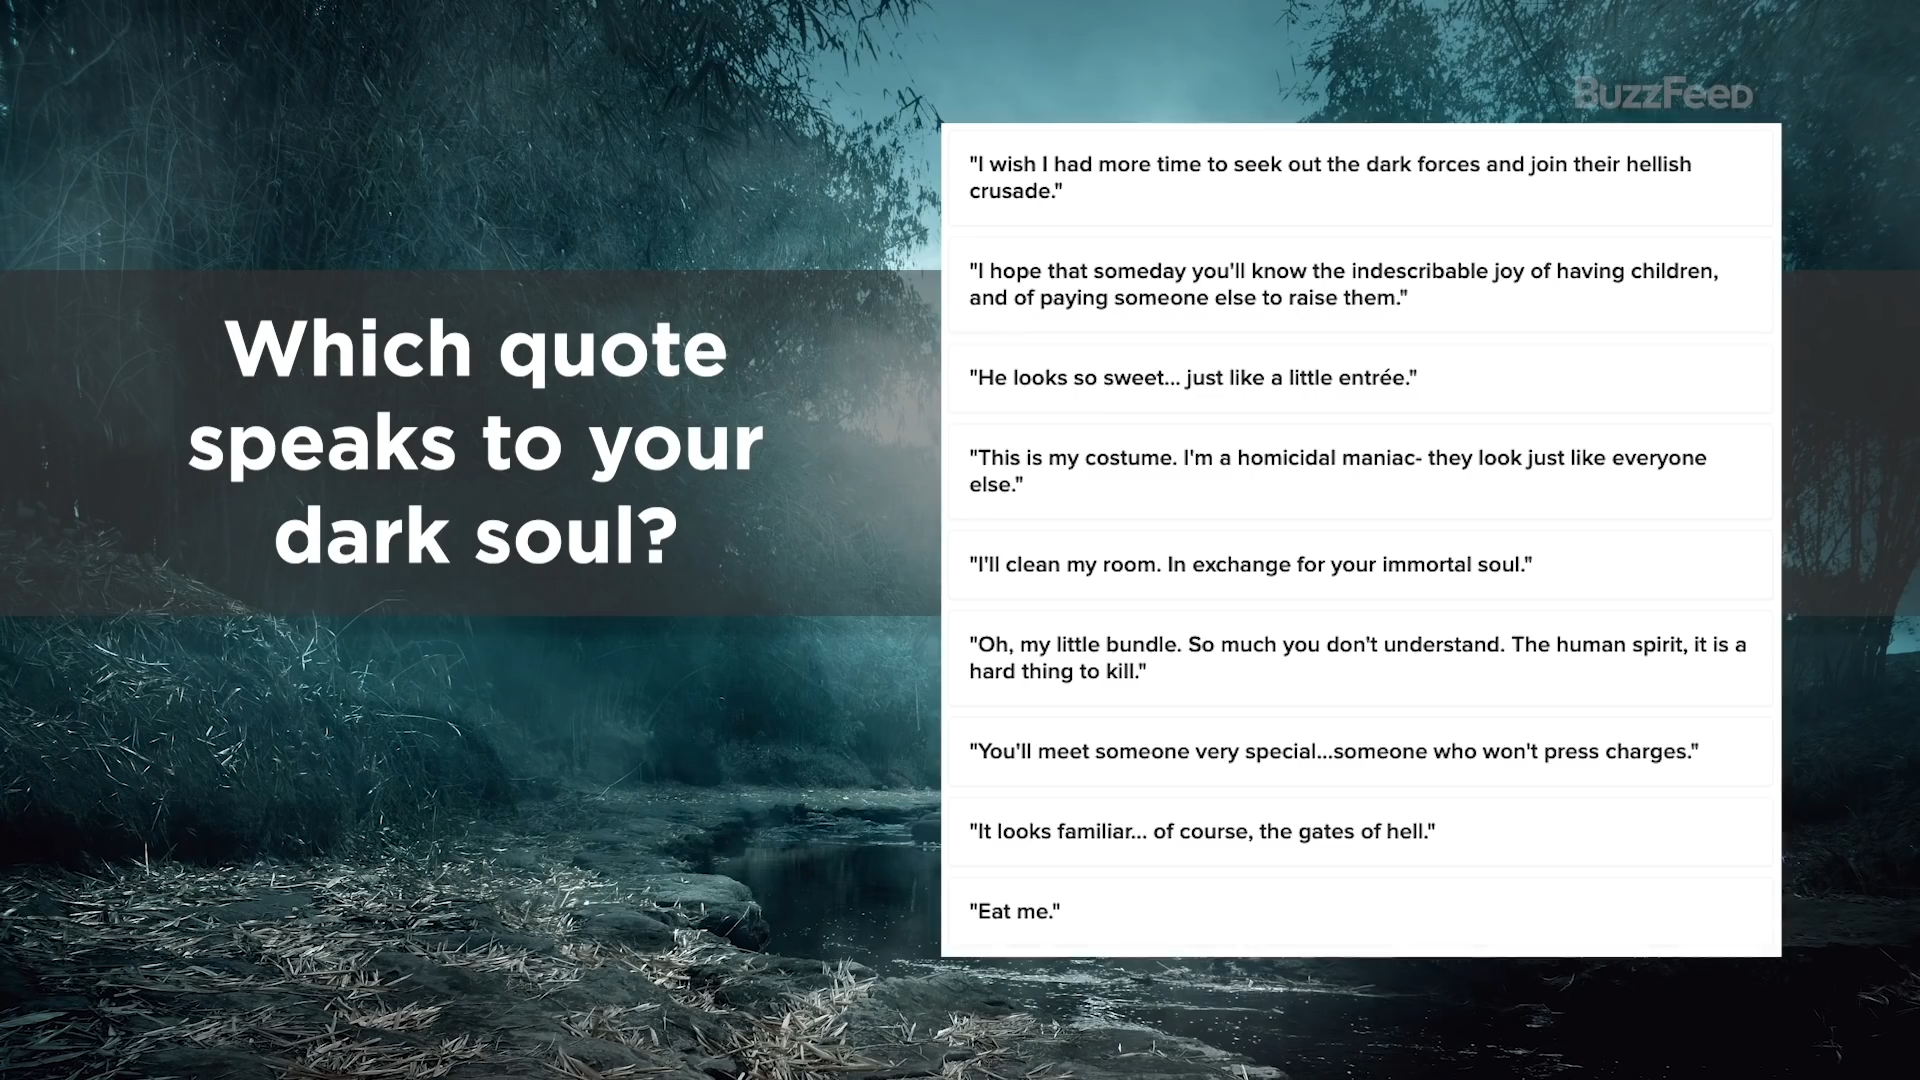 BuzzFeed
Which quote
speaks to your
dark soul?
"I wish I had more time to seek out the dark forces and join their hellish
crusade."
"I hope that someday you'll know the indescribable joy of having children,
and of paying someone else to raise them."
"He looks so sweet... just like a little entrée."
"This is my costume. I'm a homicidal maniac- they look just like everyone
else."
"I'll clean my room. In exchange for your immortal soul."
"Oh, my little bundle. So much you don't understand. The human spirit, it is a
hard thing to kill."
"You'll meet someone very special...someone who won't press charges."
"It looks familiar... of course, the gates of hell."
"Eat me."